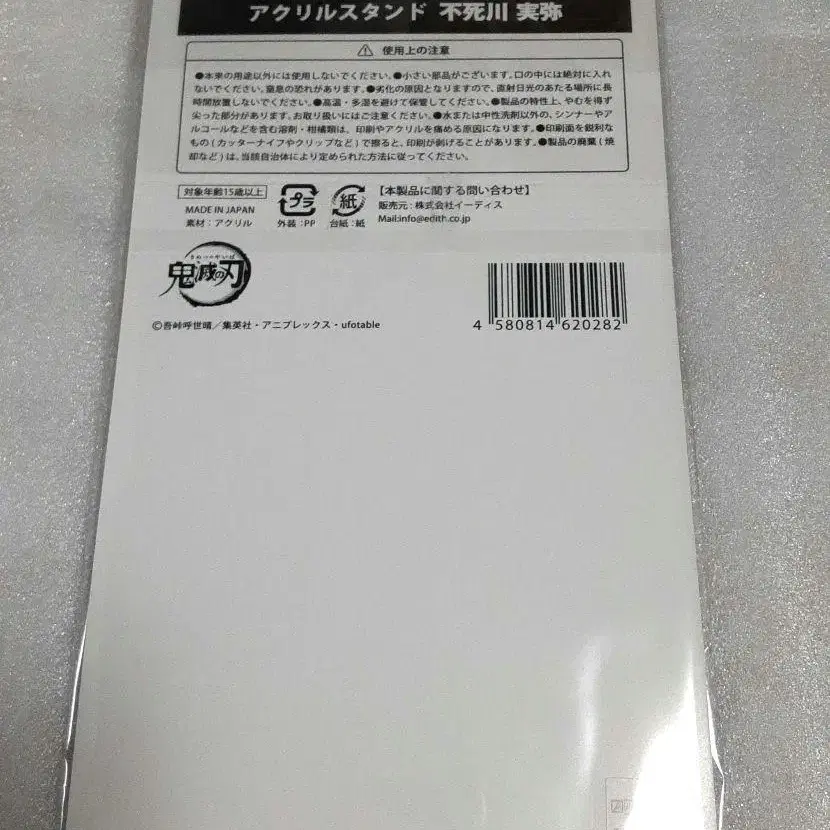 アクリルスタンド 不死川 実弥
⚠ 使用上の注意
●本来の用途以外には使用しないでください。●小さい部品がございます。口の中には絶対に入れ
ないでください。窒息の恐れがあります。●劣化の原因となりますので、直射日光のあたる場所に長
時間放置しないでください。●高温・多湿を避けて保管してください。●製品の特性上、やむを得ず
尖った部分があります。お取り扱いにはご注意ください。●水または中性洗剤以外の、シンナーやア
ルコールなどを含む溶剤・柑橘類は、印刷やアクリルを痛める原因になります。●印刷面を鋭利な
もの(カッターナイフやクリップなど)で擦ると、印刷が剥げることがあります。●製品の廃棄(焼
却など)は、当該自治体により定められた方法に従ってください。
対象年齢15歳以上
MADE IN JAPAN
素材：アクリル
プラ
外装：PP
紙
台紙：紙
【本製品に関する問い合わせ】
販売元：株式会社イーディス
Mail:info@edith.co.jp
きめつのやいば
鬼滅の刃
©吾峠呼世晴／集英社・アニプレックス・ufotable
4 580814 620282